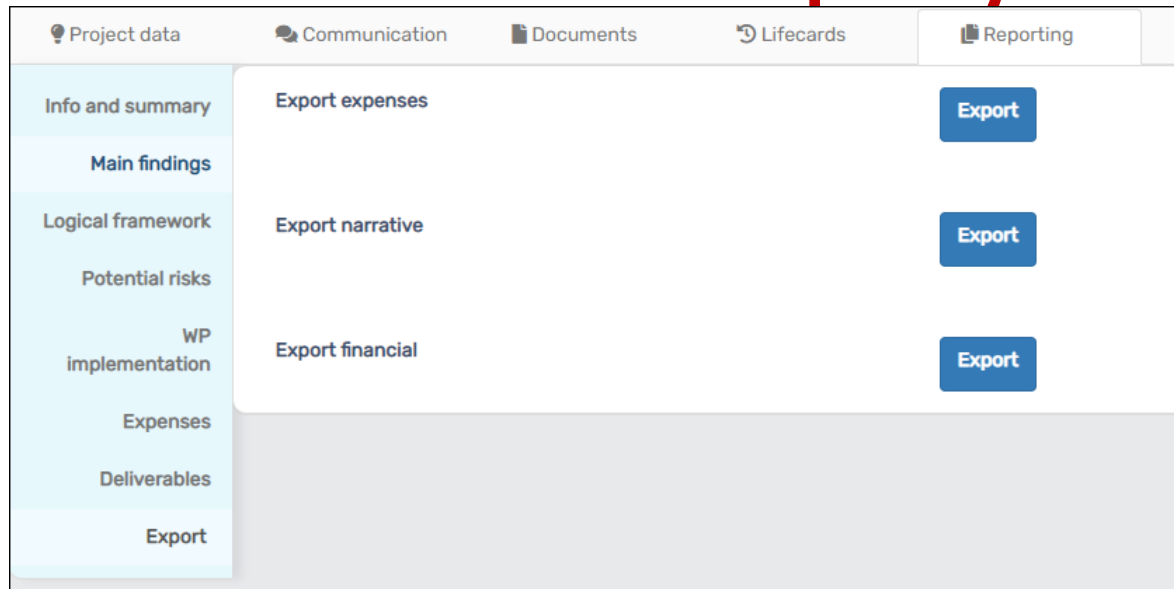 Project data
Communication
Documents
Lifecards
Reporting
Info and summary
Main findings
Logical framework
Potential risks
WP
implementation
Expenses
Deliverables
Export
Export expenses
Export
Export narrative
Export
Export financial
Export